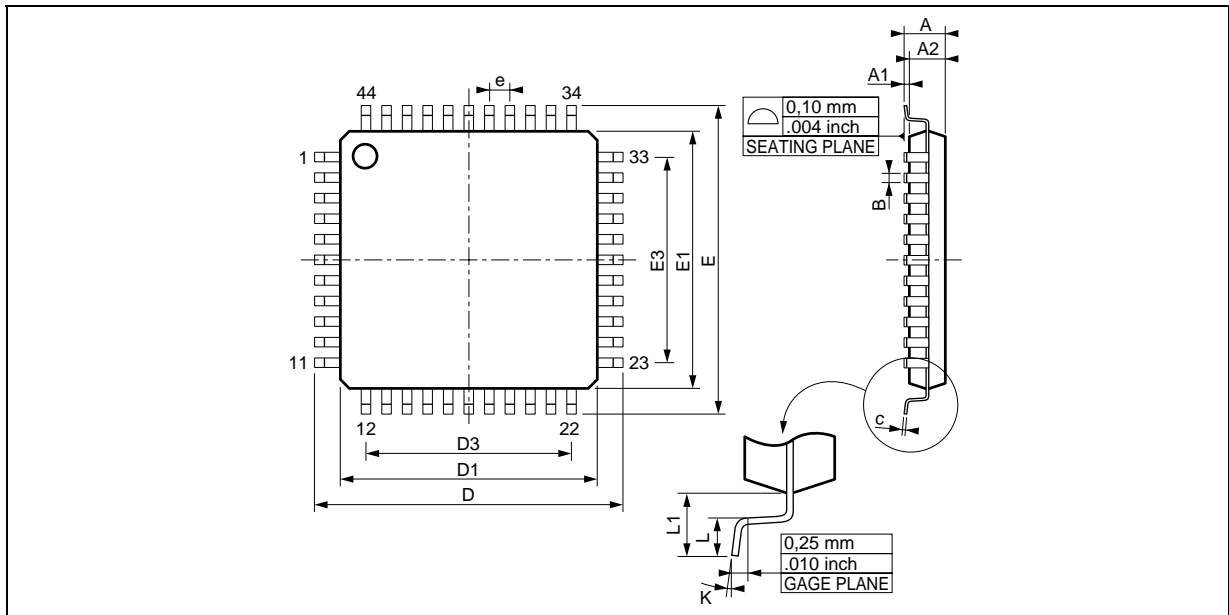 A
A2
A1
e
44
34
0,10 mm
.004 inch
SEATING PLANE
1
33
B
E3
E1
E
11
23
12
22
c
D3
D1
D
L1
L
0,25 mm
.010 inch
GAGE PLANE
K